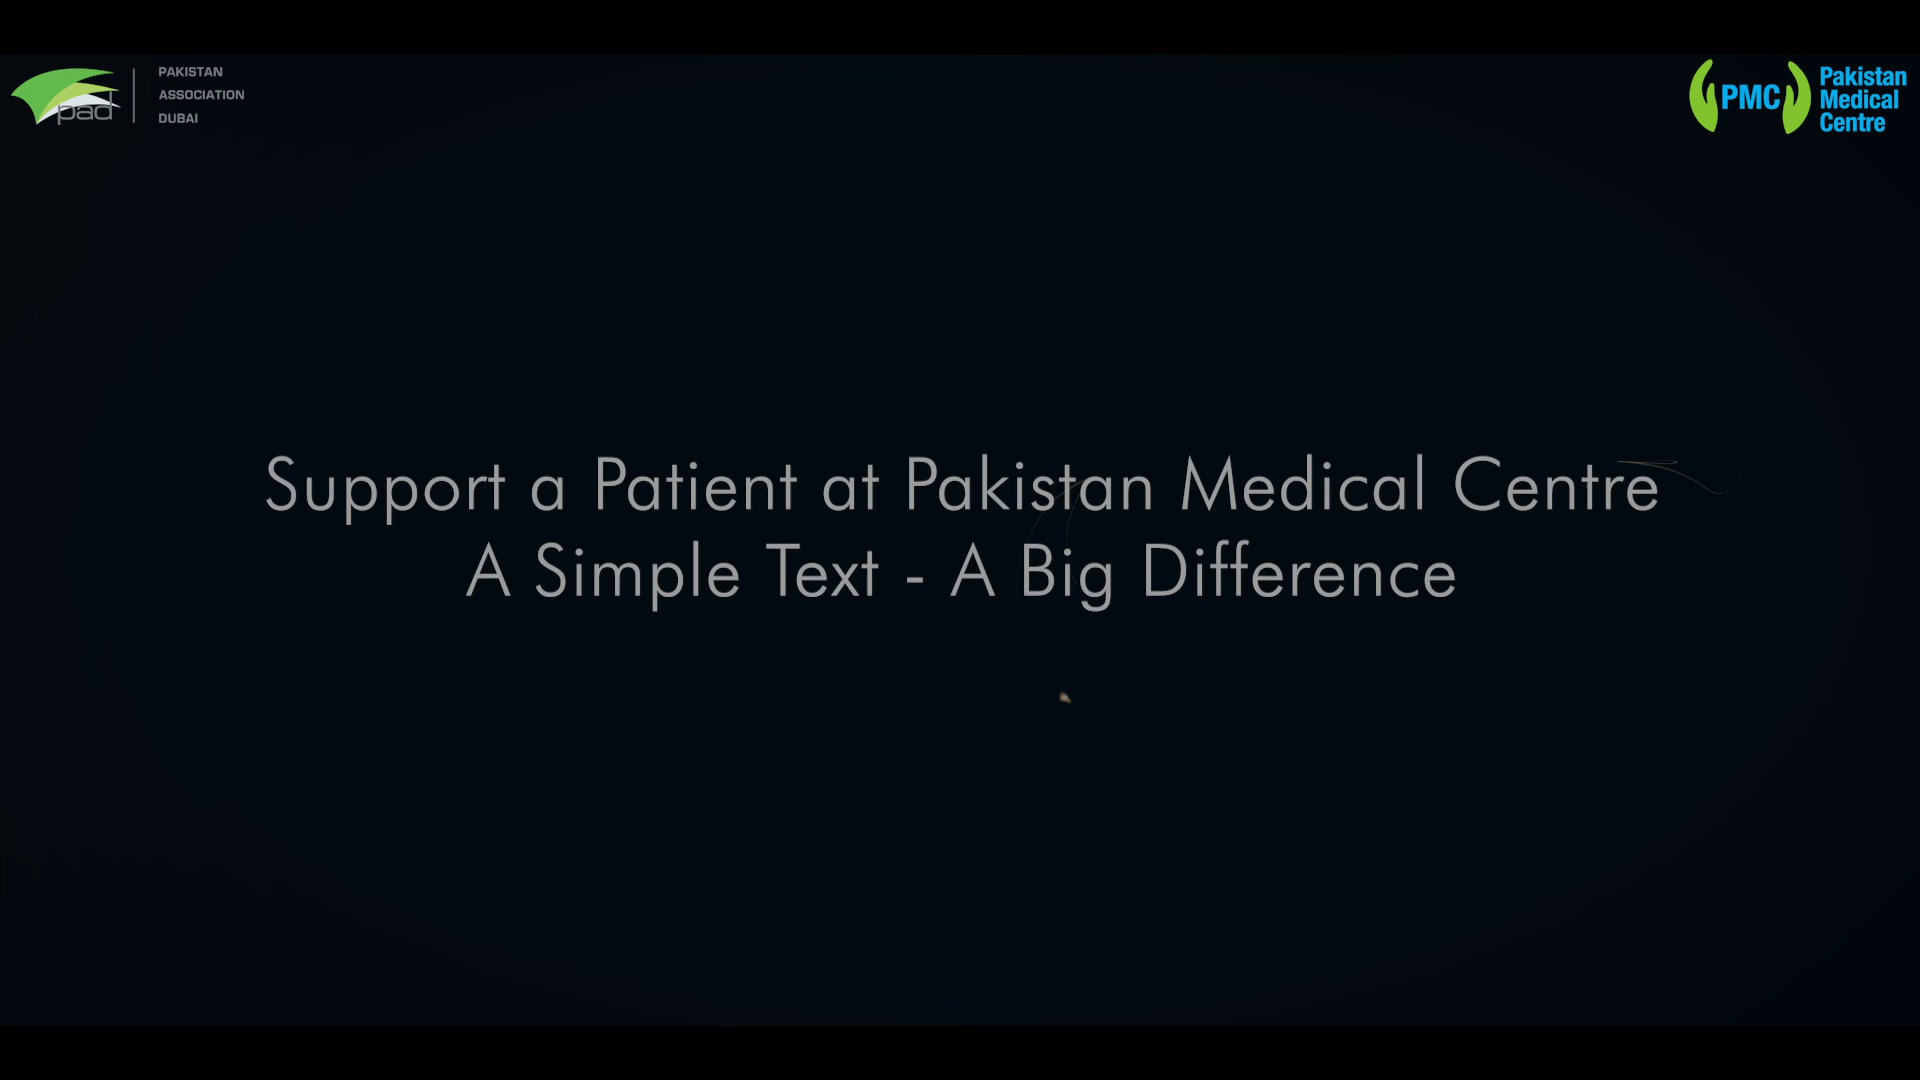 pad
PAKISTAN
ASSOCIATION
DUBAI
PMC
Pakistan
Medical
Centre
Support a Patient at Pakistan Medical Centre
A Simple Text - A Big Difference